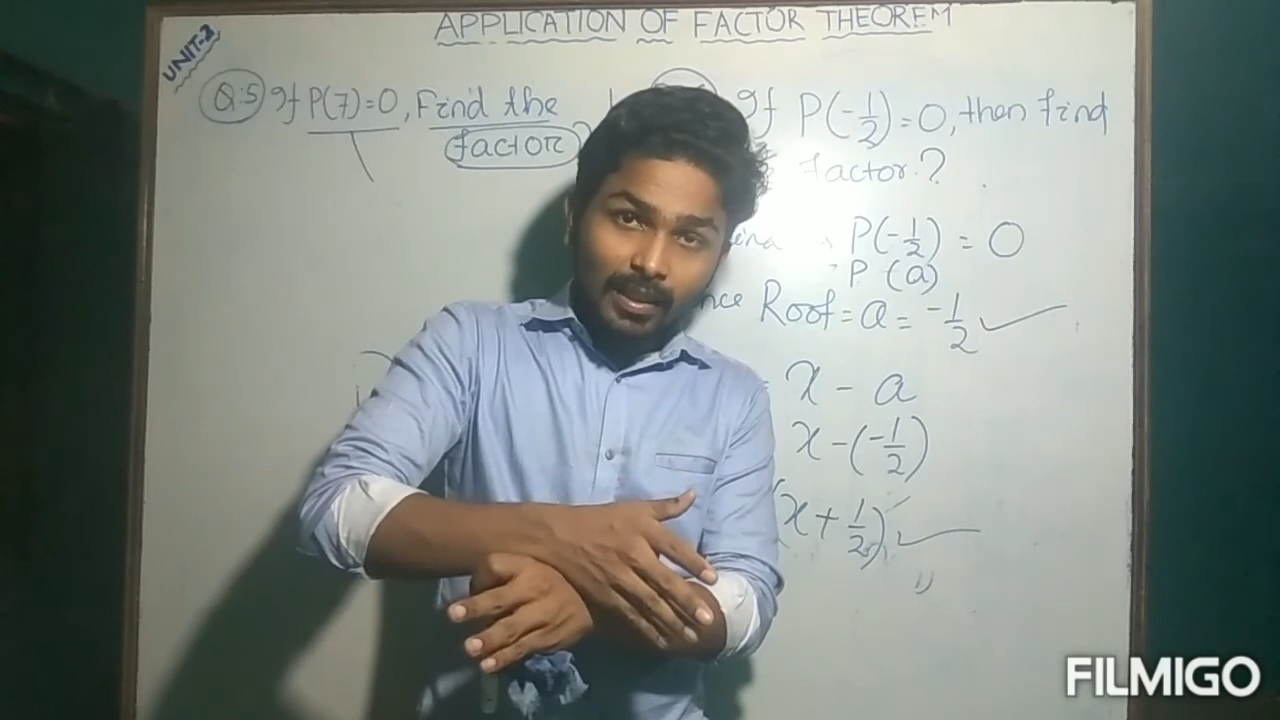 APPLICATION OF FACTOR THEOREM
UNIT-2
Q:5 If P(7)=0, Find the
factor?
If P(-1/2)=0, then find
factor?
P(-1/2) = 0
P (a)
Root = a = -1/2
x - a
x-(-1/2)
(x+1/2)
FILMIGO